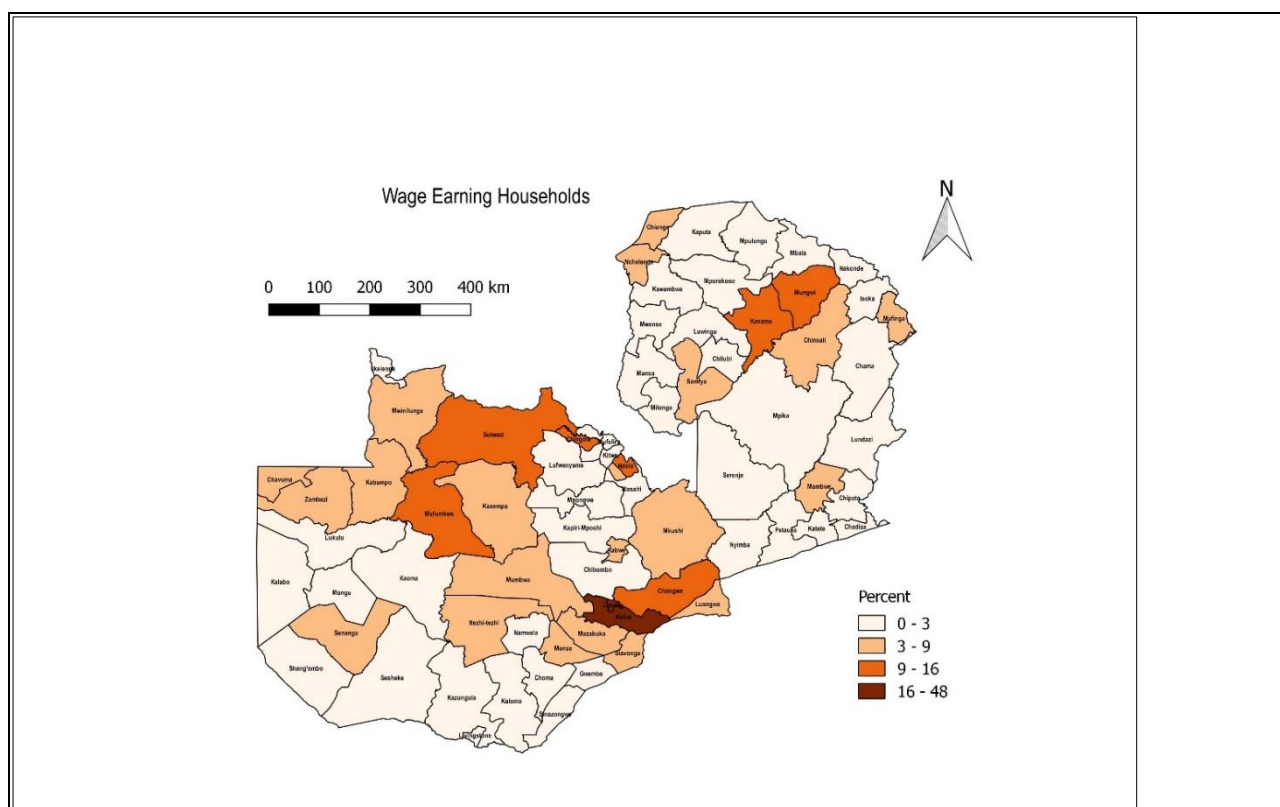 Wage Earning Households
N
0 100 200 300 400 km
Chienge
Kaputa
Mpulungu
Mbala
Nchelenge
Nakonde
Kawambwa
Mporokoso
Mungwi
Isoka
Mafinga
Kasama
Mwense
Luwingu
Chinsali
Chilubi
Chama
Mansa
Samfya
Milenge
Mpika
Lundazi
Mwinilunga
Solwezi
Chingola
Kitwe
Ndola
Lufwanyama
Serenje
Mambwe
Chavuma
Zambezi
Kabompo
Mufumbwe
Kasempa
Masaiti
Mpongwe
Chipata
Kapiri-Mposhi
Mkushi
Nyimba
Petauke
Katete
Chadiza
Lukulu
Kabwe
Kalabo
Kaoma
Mumbwa
Chibombo
Mongu
Chongwe
Luangwa
Kafue
Senanga
Itezhi-tezhi
Namwala
Mazabuka
Monze
Siavonga
Shang'ombo
Sesheke
Choma
Gwembe
Kazungula
Kalomo
Sinazongwe
Livingstone
Percent
0 - 3
3 - 9
9 - 16
16 - 48